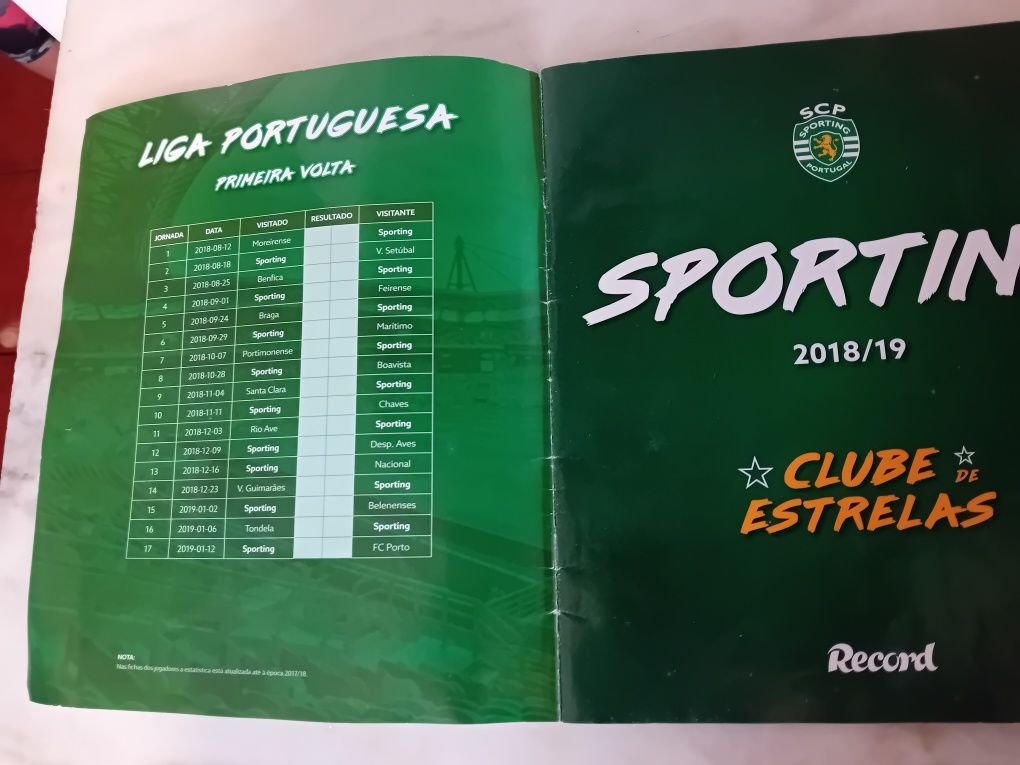 LIGA PORTUGUESA
PRIMEIRA VOLTA
JORNADA DATA VISITADO RESULTADO VISITANTE
1 2018-08-12 Moreirense Sporting
2 2018-08-18 Sporting V. Setúbal
3 2018-08-25 Benfica Sporting
4 2018-09-01 Sporting Feirense
5 2018-09-24 Braga Sporting
6 2018-09-29 Sporting Marítimo
7 2018-10-07 Portimonense Sporting
8 2018-10-28 Sporting Boavista
9 2018-11-04 Santa Clara Sporting
10 2018-11-11 Sporting Chaves
11 2018-12-03 Rio Ave Sporting
12 2018-12-09 Sporting Desp. Aves
13 2018-12-16 Sporting Nacional
14 2018-12-23 V. Guimarães Sporting
15 2019-01-02 Sporting Belenenses
16 2019-01-06 Tondela Sporting
17 2019-01-12 Sporting FC Porto
NOTA:
Nas fichas dos jogadores a estatística está atualizada até à época 2017/18.
SCP
SPORTING
PORTUGAL
SPORTIN
2018/19
CLUBE DE
ESTRELAS
Record